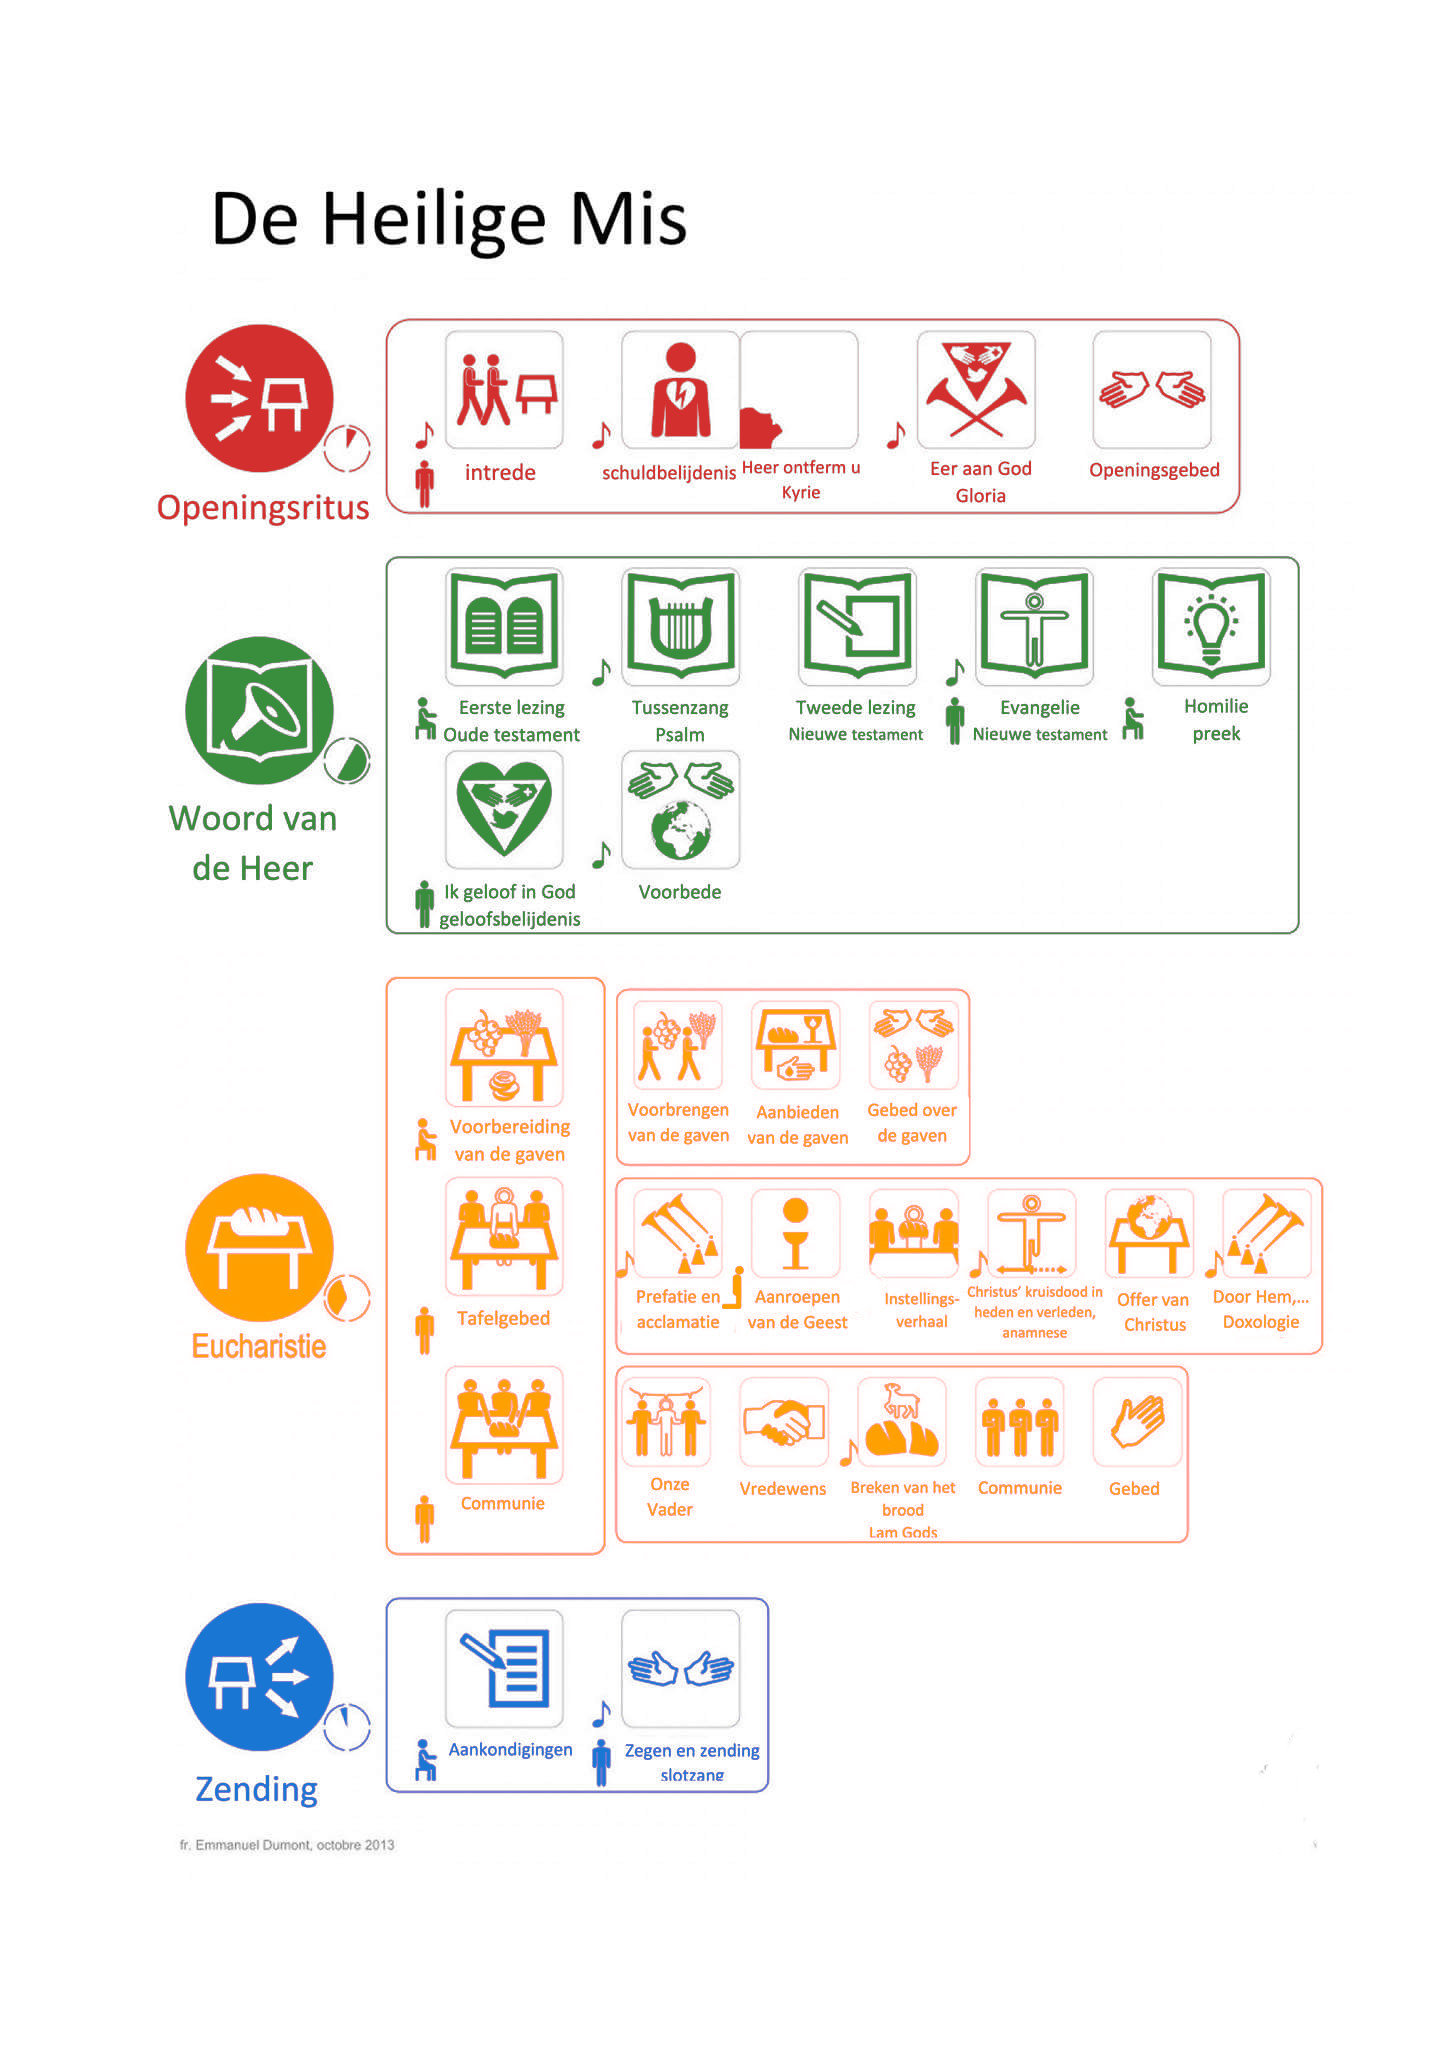 De Heilige Mis
Openingsritus
intrede
schuldbelijdenis
Heer ontferm u
Kyrie
Eer aan God
Gloria
Openingsgebed
Woord van
de Heer
Eerste lezing
Oude testament
Tussenzang
Psalm
Tweede lezing
Nieuwe testament
Evangelie
Nieuwe testament
Homilie
preek
Ik geloof in God
geloofsbelijdenis
Voorbede
Eucharistie
Voorbereiding
van de gaven
Voorbrengen
van de gaven
Aanbieden
van de gaven
Gebed over
de gaven
Tafelgebed
Prefatie en
acclamatie
Aanroepen
van de Geest
Instellings-
verhaal
Christus' kruisdood in
heden en verleden,
anamnese
Offer van
Christus
Door Hem,...
Doxologie
Communie
Onze
Vader
Vredewens
Breken van het
brood
Lam Gods
Communie
Gebed
Zending
Aankondigingen
Zegen en zending
slotzang
fr. Emmanuel Dumont, octobre 2013